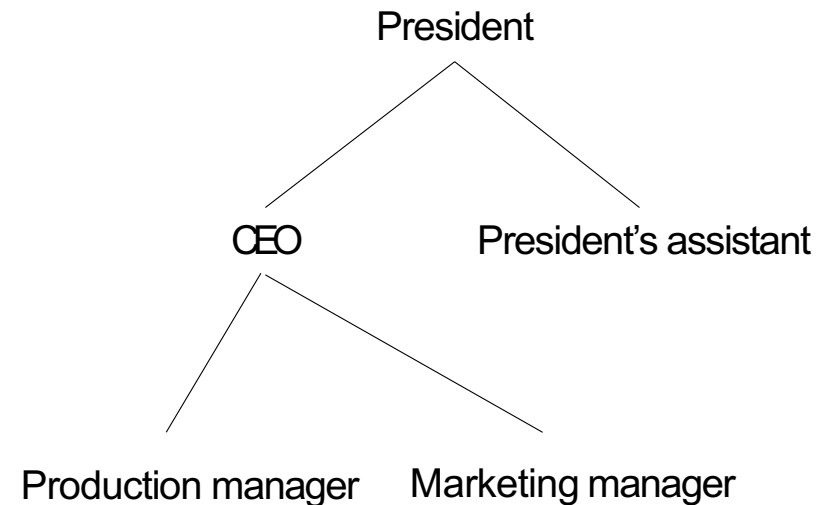 President
CEO
President’s assistant
Production manager
Marketing manager